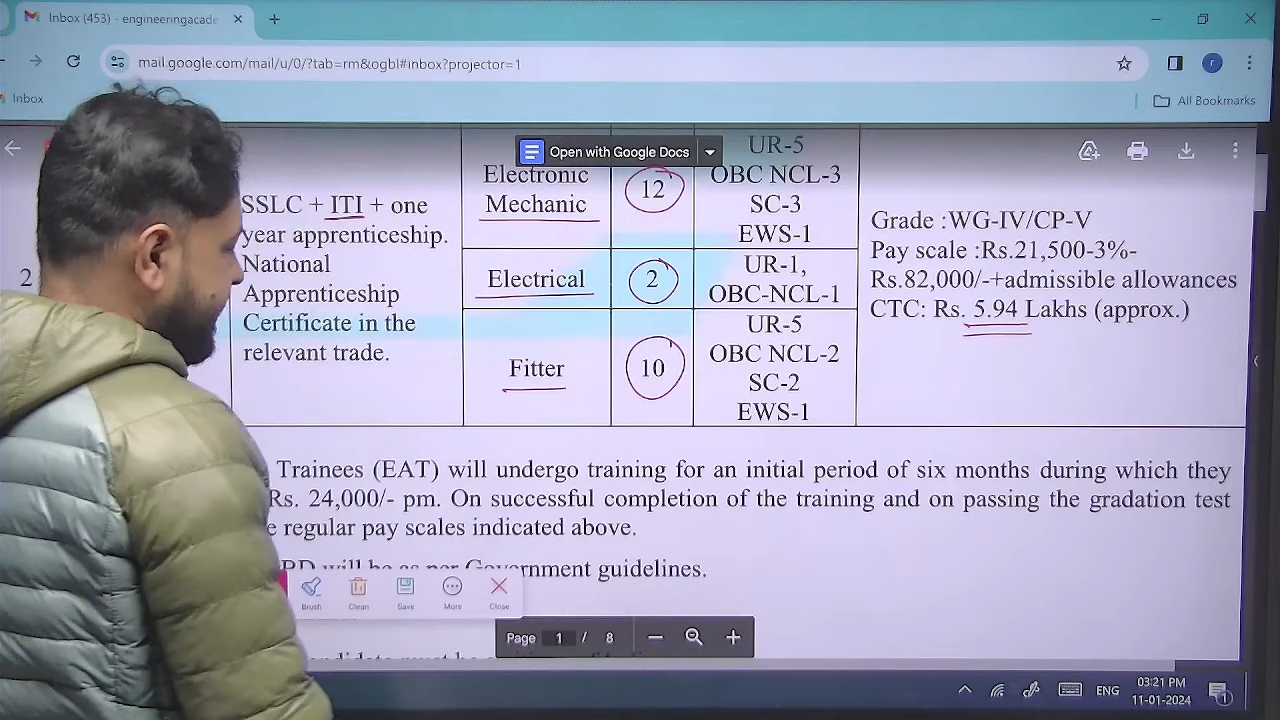 Inbox (453) - engineenngacade
mail.google.com/mail/u/0/?tab=rm&ogbl#inbox?projector=1
Inbox
All Bookmarks
Open with Google Docs
2
SSLC + ITI + one
year apprenticeship.
National
Apprenticeship
Certificate in the
relevant trade.
Electronic
Mechanic
12
UR-5
OBC NCL-3
SC-3
EWS-1
Electrical
2
UR-1,
OBC-NCL-1
Fitter
10
UR-5
OBC NCL-2
SC-2
EWS-1
Grade :WG-IV/CP-V
Pay scale :Rs.21,500-3%-
Rs.82,000/-+admissible allowances
CTC: Rs. 5.94 Lakhs (approx.)
Trainees (EAT) will undergo training for an initial period of six months during which they
Rs. 24,000/- pm. On successful completion of the training and on passing the gradation test
regular pay scales indicated above.
will be as per Government guidelines.
Brush Clean Save More Close
Page 1 / 8
ENG
03:21 PM
11-01-2024
1